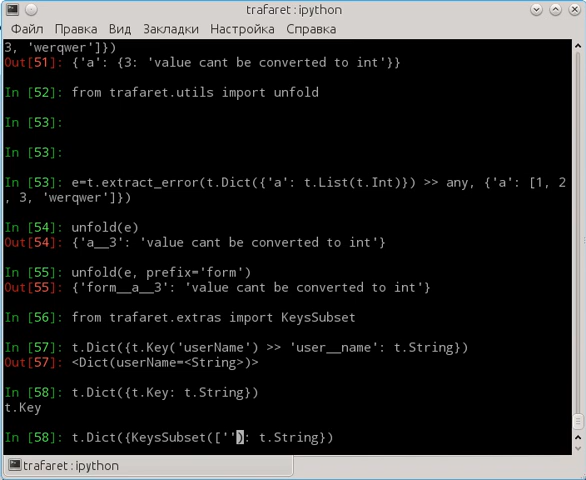 trafaret : ipython
Файл Правка Вид Закладки Настройка Справка
3, 'werqwer']})
Out[51]: {'a': {3: 'value cant be converted to int'}}
In [52]: from trafaret.utils import unfold
In [53]:
In [53]:
In [53]: e=t.extract_error(t.Dict({'a': t.List(t.Int)}) >> any, {'a': [1, 2
, 3, 'werqwer']})
In [54]: unfold(e)
Out[54]: {'a__3': 'value cant be converted to int'}
In [55]: unfold(e, prefix='form')
Out[55]: {'form__a__3': 'value cant be converted to int'}
In [56]: from trafaret.extras import KeysSubset
In [57]: t.Dict({t.Key('userName') >> 'user__name': t.String})
Out[57]: <Dict(userName=<String>)>
In [58]: t.Dict({t.Key: t.String})
t.Key
In [58]: t.Dict({KeysSubset([''): t.String})
trafaret : ipython